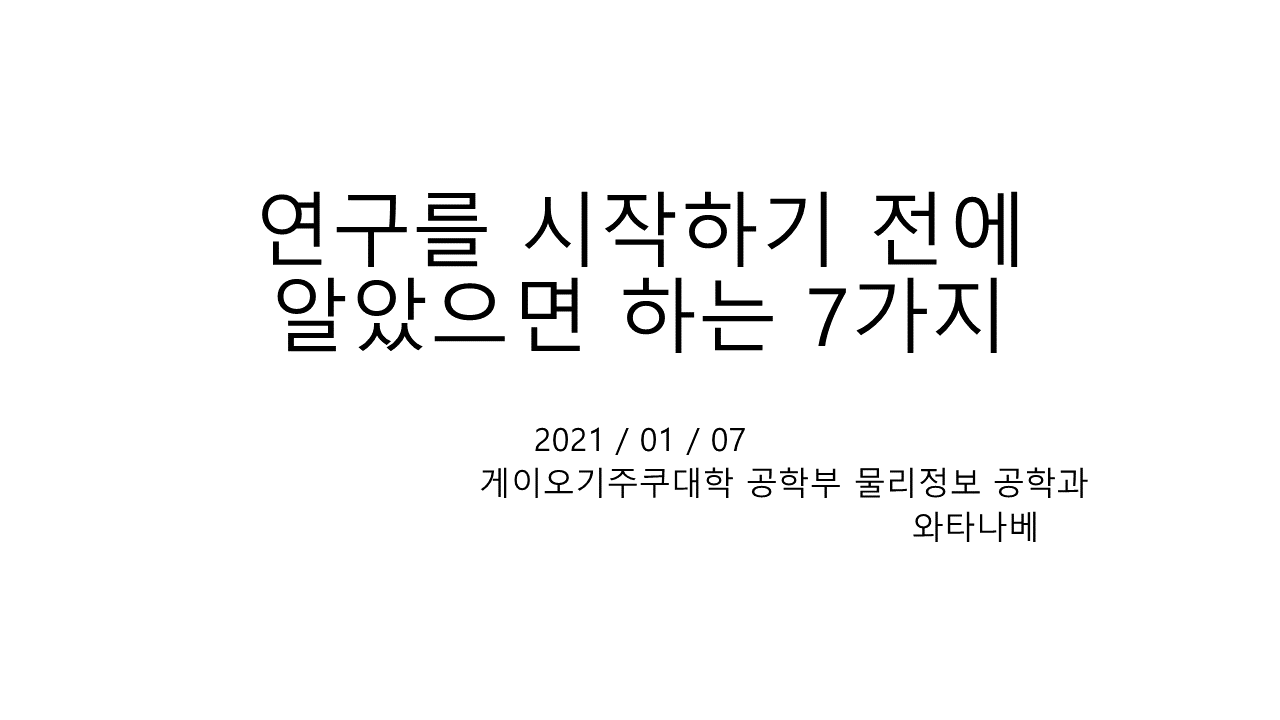 연구를 시작하기 전에
알았으면 하는 7가지
2021 / 01 / 07
게이오기주쿠대학 공학부 물리정보 공학과
와타나베